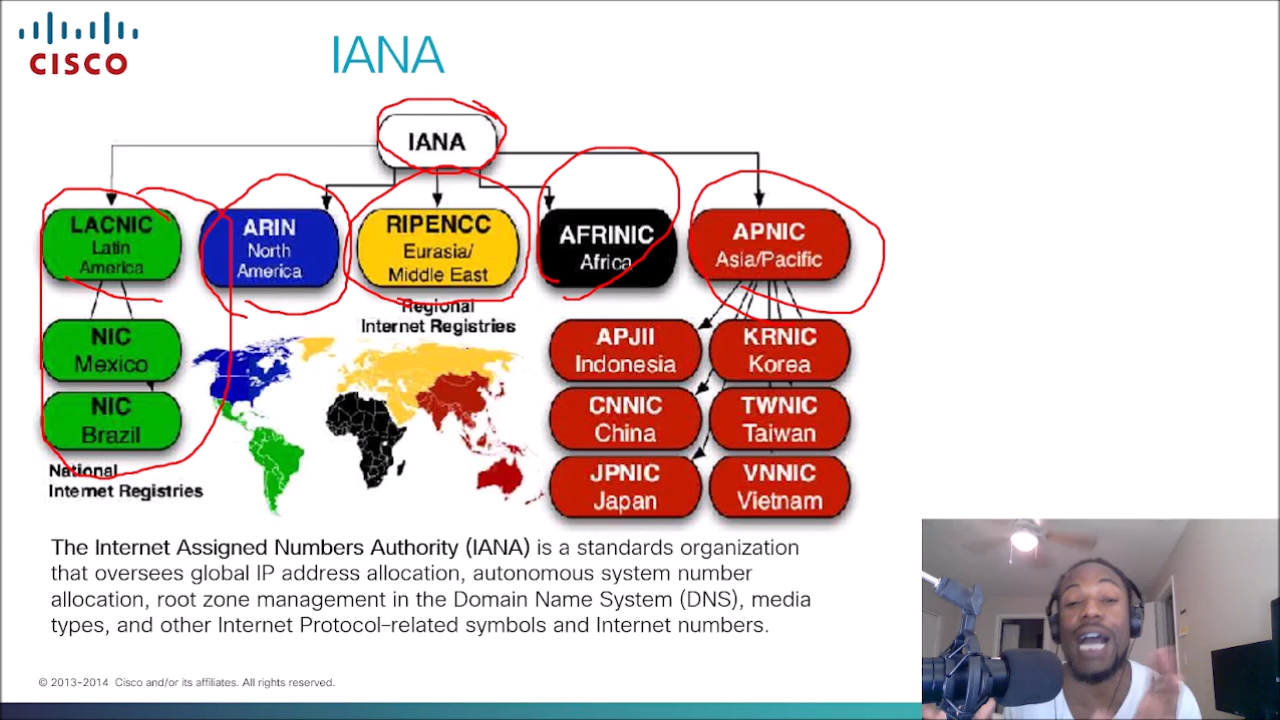 CISCO
IANA
IANA
LACNIC
Latin
America
ARIN
North
America
RIPENCC
Eurasia/
Middle East
AFRINIC
Africa
APNIC
Asia/Pacific
Regional
Internet Registries
NIC
Mexico
NIC
Brazil
National
Internet Registries
APJII
Indonesia
KRNIC
Korea
CNNIC
China
TWNIC
Taiwan
JPNIC
Japan
VNNIC
Vietnam
The Internet Assigned Numbers Authority (IANA) is a standards organization
that oversees global IP address allocation, autonomous system number
allocation, root zone management in the Domain Name System (DNS), media
types, and other Internet Protocol-related symbols and Internet numbers.
© 2013-2014 Cisco and/or its affiliates. All rights reserved.